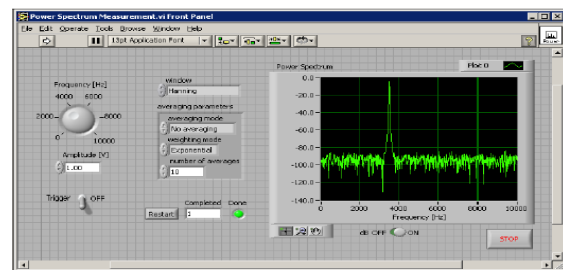 Power Spectrum Measurement.vi Front Panel
File Edit Operate Tools Browse Window Help
13pt Application Font
Frequency [Hz]
4000 6000
2000 8000
0 10000
Amplitude [V]
1.00
Trigger OFF
window
Hanning
averaging parameters
averaging mode
No averaging
weighting mode
Exponential
number of averages
10
Completed Done
Restart 1
Power Spectrum
Plot 0
0.0
-20.0
-40.0
-60.0
-80.0
-100.0
-120.0
-140.0
0 2000 4000 6000 8000 10000
Frequency [Hz]
dB OFF ON
STOP